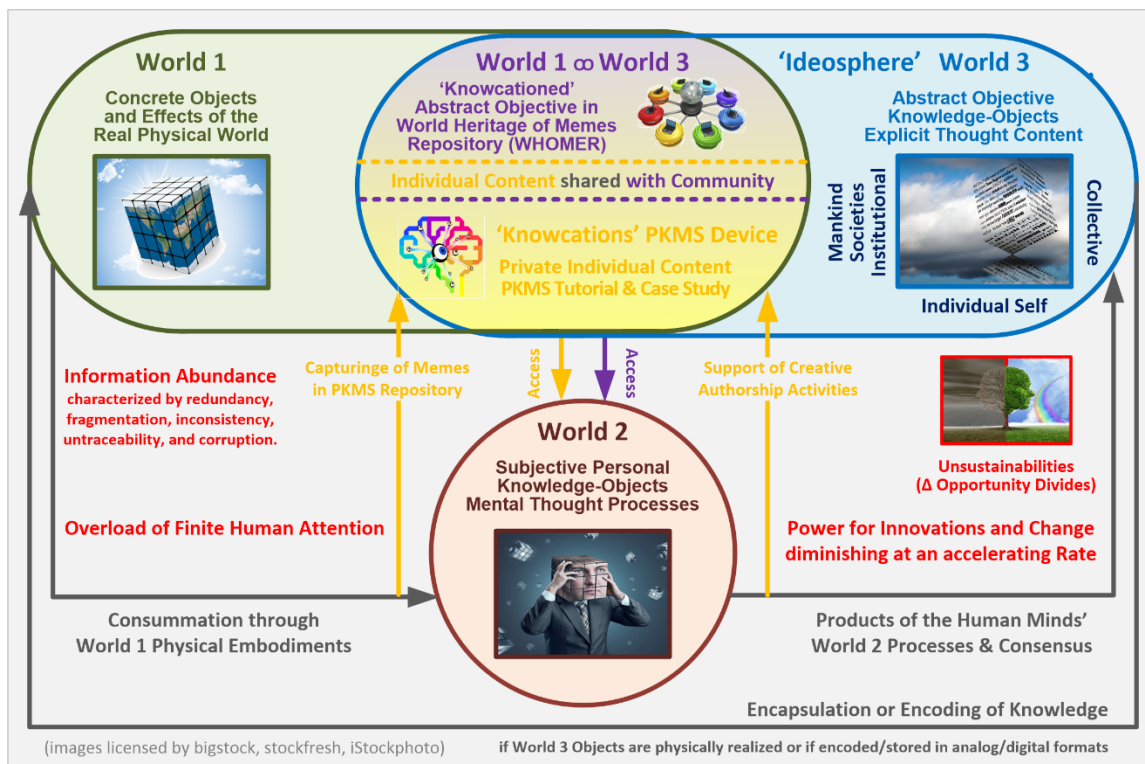 World 1
Concrete Objects
and Effects of the
Real Physical World
World 1 ∞ World 3
‘Knowcationed’
Abstract Objective in
World Heritage of Memes
Repository (WHOMER)
Individual Content shared with Community
‘Knowcations’ PKMS Device
Private Individual Content
PKMS Tutorial & Case Study
‘Ideosphere’ World 3
Abstract Objective
Knowledge-Objects
Explicit Thought Content
Mankind
Societies
Institutional
Collective
Individual Self
Information Abundance
characterized by redundancy,
fragmentation, inconsistency,
untraceability, and corruption.
Overload of Finite Human Attention
Capturinge of Memes
in PKMS Repository
Access
Access
Support of Creative
Authorship Activities
Unsustainabilities
(Δ Opportunity Divides)
Power for Innovations and Change
diminishing at an accelerating Rate
World 2
Subjective Personal
Knowledge-Objects
Mental Thought Processes
Consummation through
World 1 Physical Embodiments
Products of the Human Minds’
World 2 Processes & Consensus
Encapsulation or Encoding of Knowledge
(images licensed by bigstock, stockfresh, iStockphoto)
if World 3 Objects are physically realized or if encoded/stored in analog/digital formats